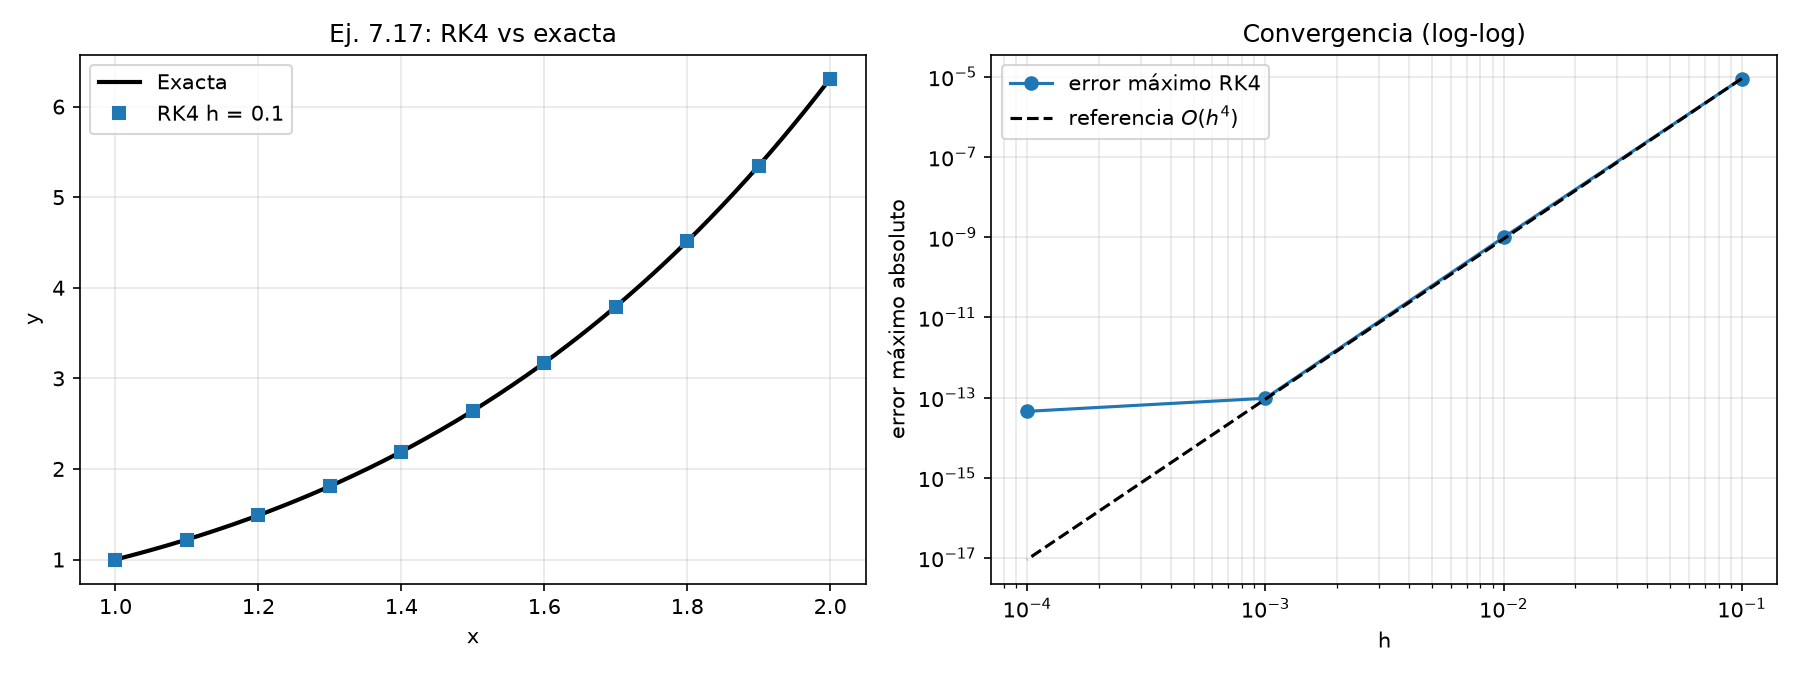 Ej. 7.17: RK4 vs exacta
Exacta
RK4 h = 0.1
6
5
4
3
2
1
y
1.0 1.2 1.4 1.6 1.8 2.0
x
Convergencia (log-log)
error máximo RK4
referencia O(h⁴)
10⁻⁵
10⁻⁷
10⁻⁹
10⁻¹¹
10⁻¹³
10⁻¹⁵
10⁻¹⁷
error máximo absoluto
10⁻⁴ 10⁻³ 10⁻² 10⁻¹
h